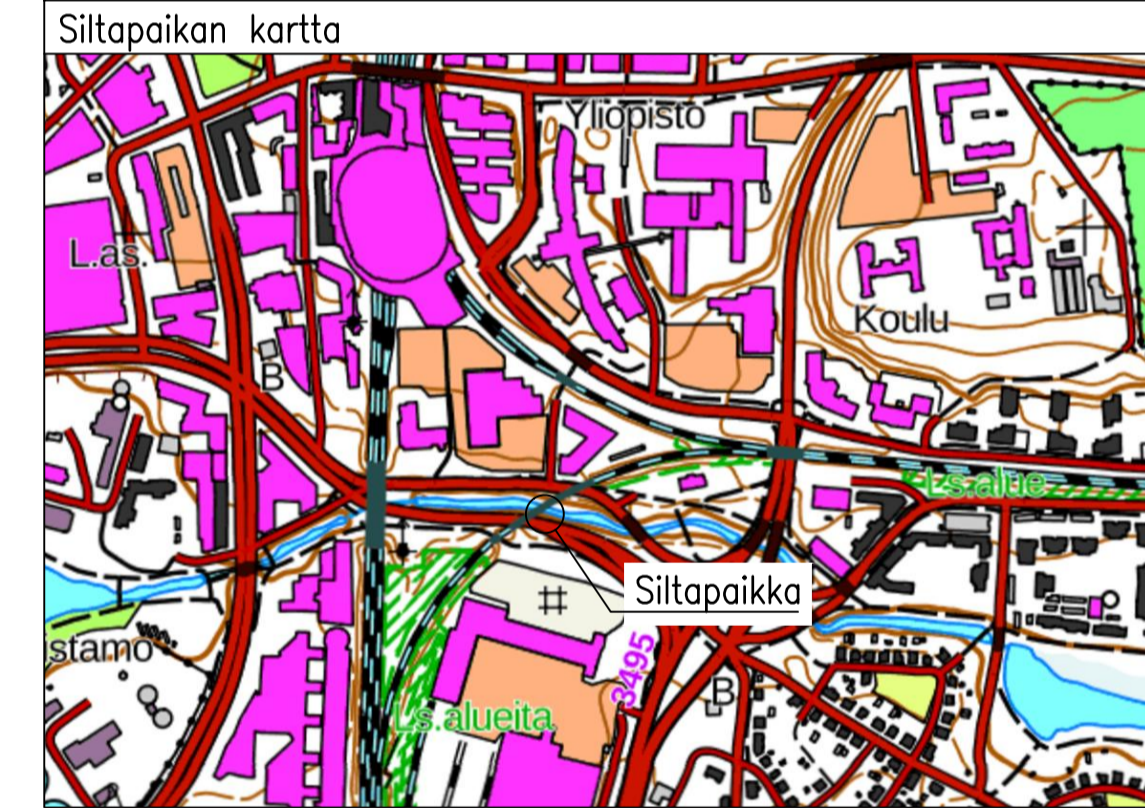 Siltapaikan kartta
Yliopisto
L.as.
Koulu
B
Ls.alue
Siltapaikka
stamo
3495
B
Ls.alueita